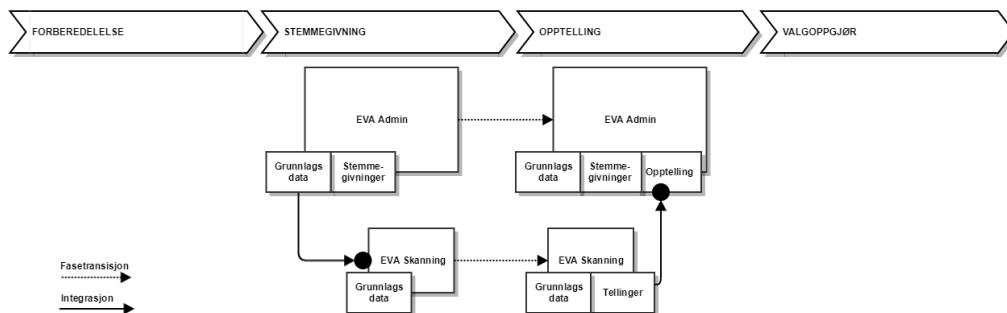 FORBEREDELELSE
STEMMEGIVNING
OPPTELLING
VALGOPPGJØR
EVA Admin
EVA Admin
Grunnlags
data
Stemme-
givninger
Grunnlags
data
Stemme-
givninger
Opptelling
EVA Skanning
EVA Skanning
Grunnlags
data
Grunnlags
data
Tellinger
Fasetransisjon
Integrasjon